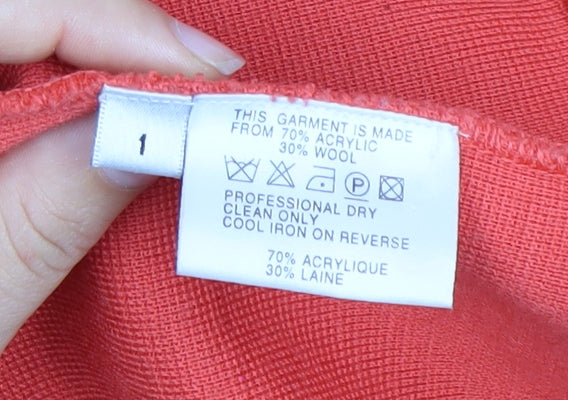 1
THIS GARMENT IS MADE
FROM 70% ACRYLIC
30% WOOL
P
PROFESSIONAL DRY
CLEAN ONLY
COOL IRON ON REVERSE
70% ACRYLIQUE
30% LAINE